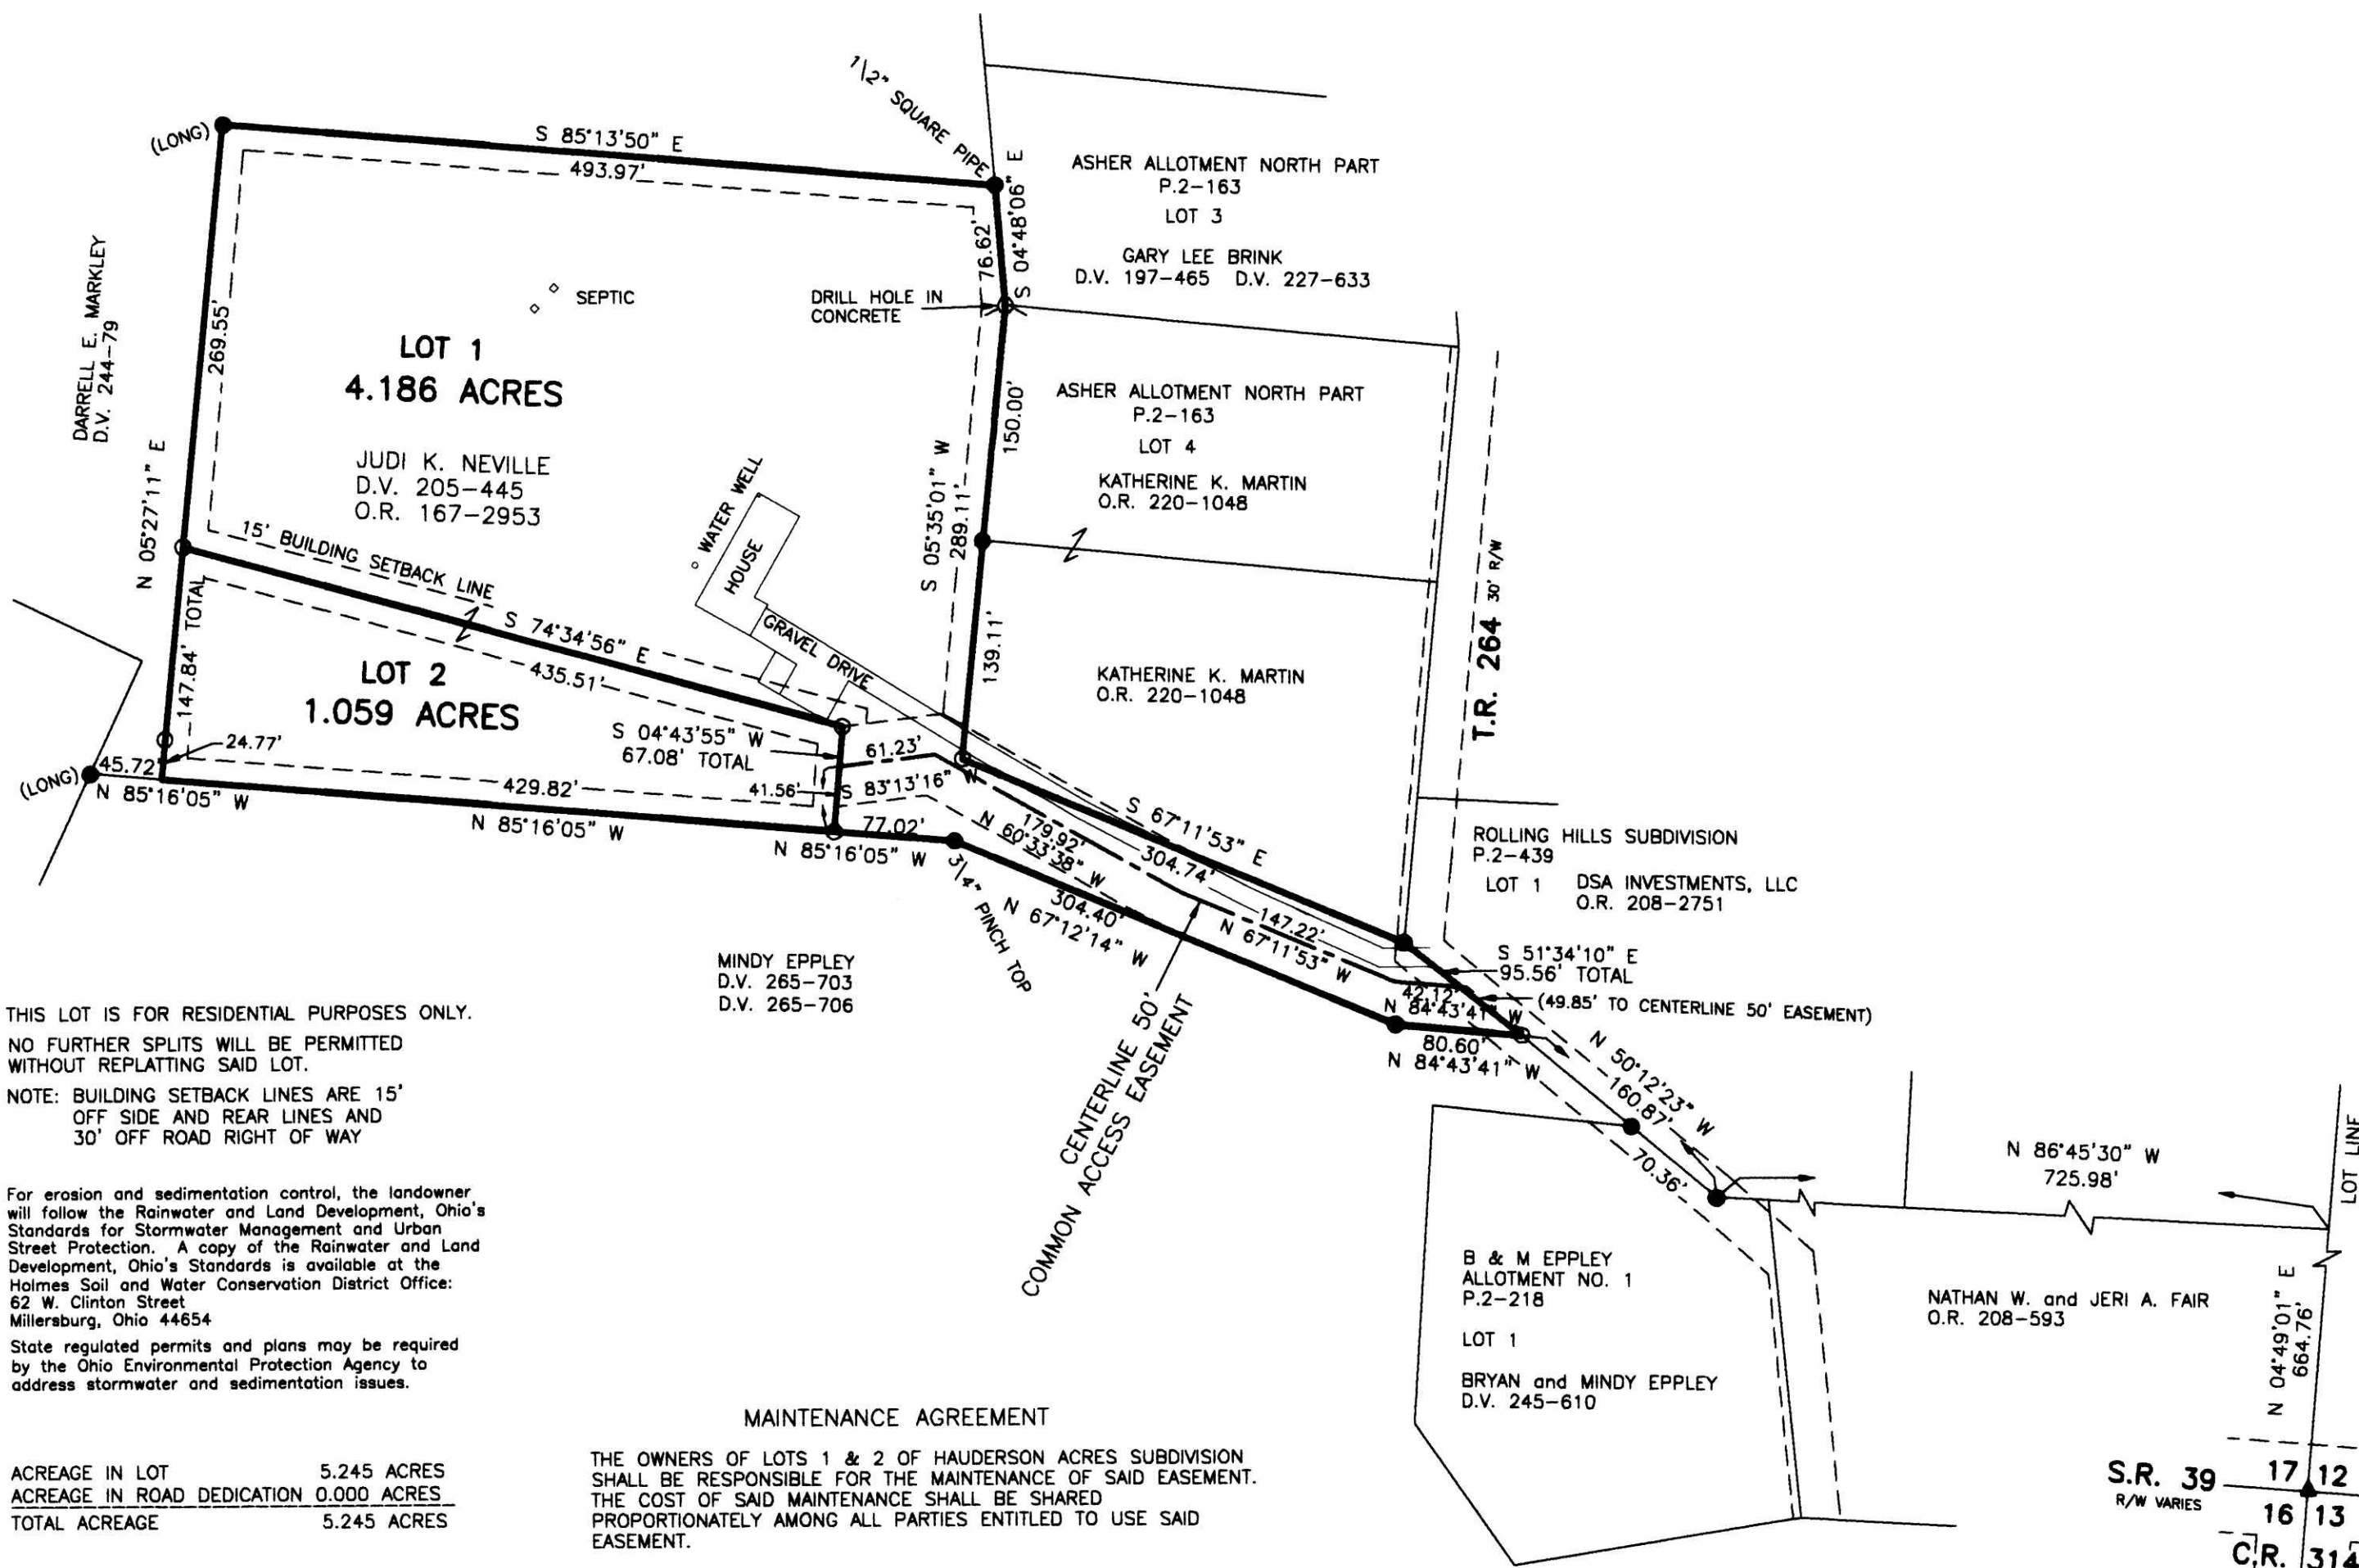 1/2" SQUARE PIPE
(LONG)
S 85°13'50" E
493.97'
76.62'
S 04°48'06" E
ASHER ALLOTMENT NORTH PART
P.2-163
LOT 3
GARY LEE BRINK
D.V. 197-465 D.V. 227-633
DARRELL E. MARKLEY
D.V. 244-79
269.55'
SEPTIC
DRILL HOLE IN
CONCRETE
LOT 1
4.186 ACRES
JUDI K. NEVILLE
D.V. 205-445
O.R. 167-2953
N 05°27'11" E
WATER WELL
HOUSE
S 05°35'01" W
289.11'
150.00'
ASHER ALLOTMENT NORTH PART
P.2-163
LOT 4
KATHERINE K. MARTIN
O.R. 220-1048
T.R. 264 30' R/W
15' BUILDING SETBACK LINE
S 74°34'56" E
435.51'
GRAVEL DRIVE
139.11'
KATHERINE K. MARTIN
O.R. 220-1048
147.84' TOTAL
LOT 2
1.059 ACRES
S 04°43'55" W
67.08' TOTAL
24.77'
45.72'
(LONG)
N 85°16'05" W
429.82'
N 85°16'05" W
41.56'
61.23'
S 83°13'16" W
77.02'
N 85°16'05" W
3/4" PINCH TOP
179.92'
N 60°33'38" W
S 67°11'53" E
304.74'
304.40'
N 67°12'14" W
147.22'
N 67°11'53" W
ROLLING HILLS SUBDIVISION
P.2-439
LOT 1 DSA INVESTMENTS, LLC
O.R. 208-2751
S 51°34'10" E
95.56' TOTAL
(49.85' TO CENTERLINE 50' EASEMENT)
42.12'
N 84°43'41" W
80.60'
N 84°43'41" W
N 50°12'23" W
160.87'
70.36'
CENTERLINE 50'
COMMON ACCESS EASEMENT
MINDY EPPLEY
D.V. 265-703
D.V. 265-706
THIS LOT IS FOR RESIDENTIAL PURPOSES ONLY.
NO FURTHER SPLITS WILL BE PERMITTED
WITHOUT REPLATTING SAID LOT.
NOTE: BUILDING SETBACK LINES ARE 15'
OFF SIDE AND REAR LINES AND
30' OFF ROAD RIGHT OF WAY
For erosion and sedimentation control, the landowner
will follow the Rainwater and Land Development, Ohio's
Standards for Stormwater Management and Urban
Street Protection. A copy of the Rainwater and Land
Development, Ohio's Standards is available at the
Holmes Soil and Water Conservation District Office:
62 W. Clinton Street
Millersburg, Ohio 44654
State regulated permits and plans may be required
by the Ohio Environmental Protection Agency to
address stormwater and sedimentation issues.
N 86°45'30" W
725.98'
LOT LINE
B & M EPPLEY
ALLOTMENT NO. 1
P.2-218
LOT 1
BRYAN and MINDY EPPLEY
D.V. 245-610
NATHAN W. and JERI A. FAIR
O.R. 208-593
N 04°49'01" E
664.76'
ACREAGE IN LOT 5.245 ACRES
ACREAGE IN ROAD DEDICATION 0.000 ACRES
TOTAL ACREAGE 5.245 ACRES
MAINTENANCE AGREEMENT
THE OWNERS OF LOTS 1 & 2 OF HAUDERSON ACRES SUBDIVISION
SHALL BE RESPONSIBLE FOR THE MAINTENANCE OF SAID EASEMENT.
THE COST OF SAID MAINTENANCE SHALL BE SHARED
PROPORTIONATELY AMONG ALL PARTIES ENTITLED TO USE SAID
EASEMENT.
S.R. 39
R/W VARIES
17 12
16 13
C.R. 314